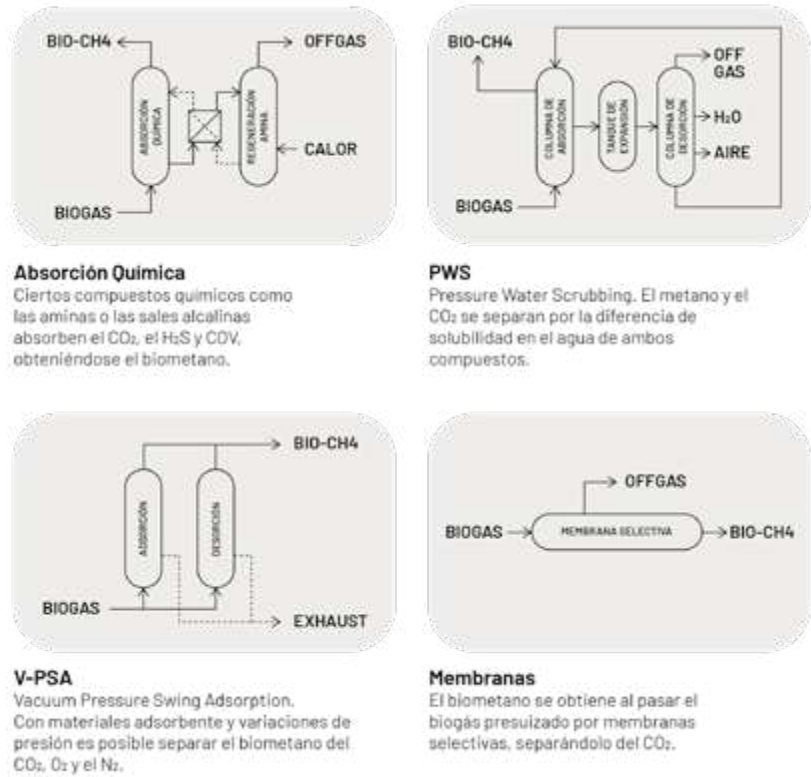 BIO-CH4
OFFGAS
ABSORCIÓN QUÍMICA
REGENERACIÓN AMINA
CALOR
BIOGAS
Absorción Química
Ciertos compuestos químicos como
las aminas o las sales alcalinas
absorben el CO₂, el H₂S y COV,
obteniéndose el biometano.
BIO-CH4
OFF
GAS
COLUMNA DE ABSORCIÓN
TANQUE DE EXPANSIÓN
COLUMNA DE DESORCIÓN
H₂O
AIRE
BIOGAS
PWS
Pressure Water Scrubbing. El metano y el
CO₂ se separan por la diferencia de
solubilidad en el agua de ambos
compuestos.
BIO-CH4
ADSORCIÓN
DESORCIÓN
BIOGAS
EXHAUST
V-PSA
Vacuum Pressure Swing Adsorption.
Con materiales adsorbente y variaciones de
presión es posible separar el biometano del
CO₂, O₂ y el N₂.
OFFGAS
BIOGAS
MEMBRANA SELECTIVA
BIO-CH4
Membranas
El biometano se obtiene al pasar el
biogás presuizado por membranas
selectivas, separándolo del CO₂.